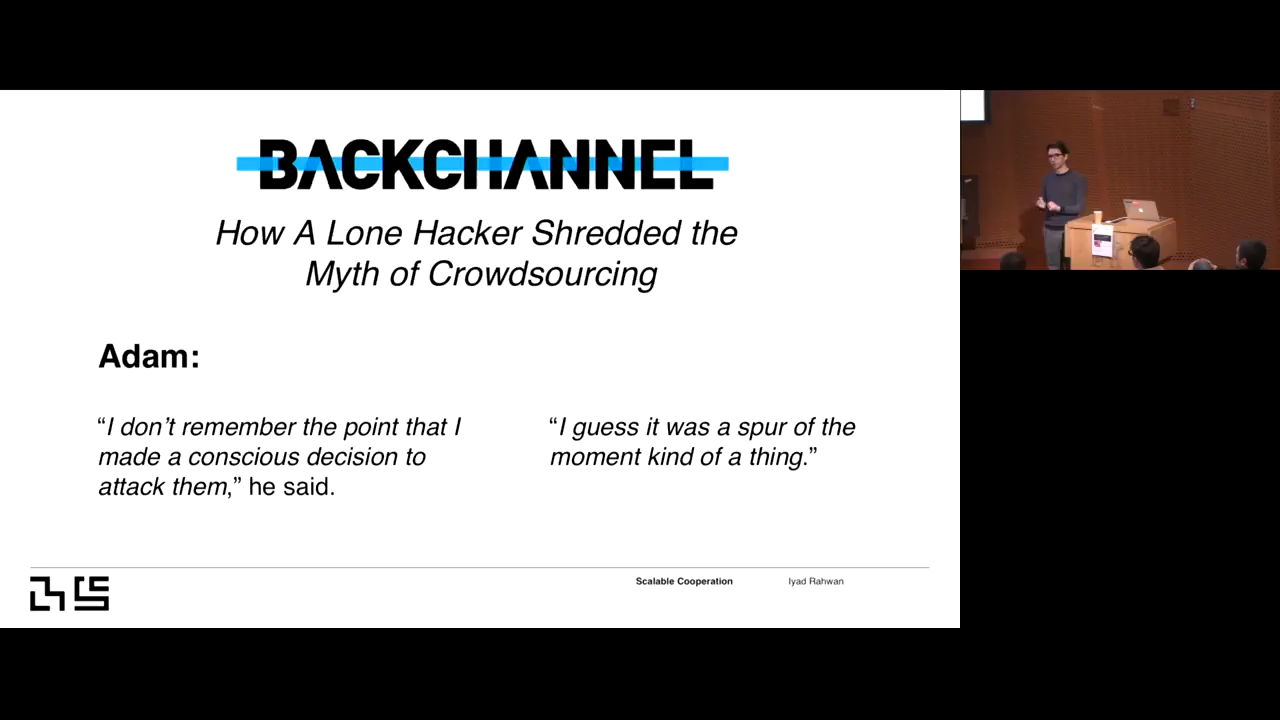 BACKCHANNEL
How A Lone Hacker Shredded the
Myth of Crowdsourcing
Adam:
“I don’t remember the point that I
made a conscious decision to
attack them,” he said.
“I guess it was a spur of the
moment kind of a thing.”
Scalable Cooperation
Iyad Rahwan